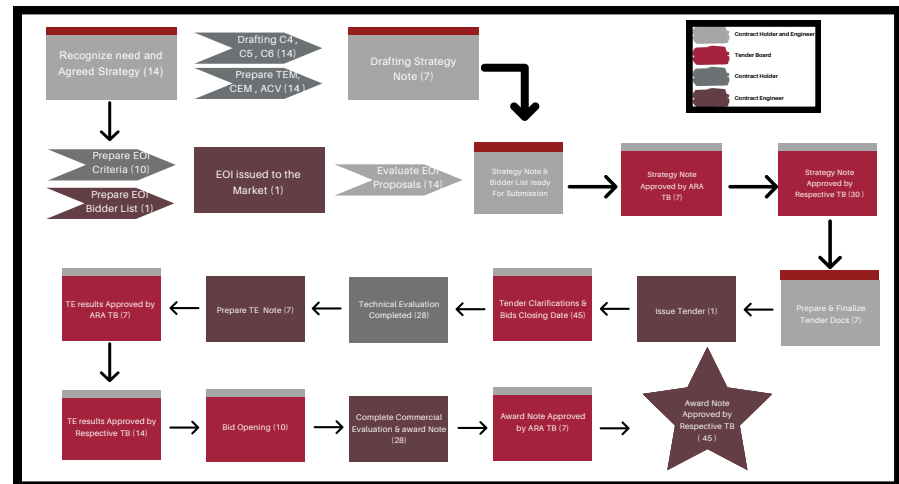 Recognize need and
Agreed Strategy (14)
Drafting C4 ,
C5 , C6 (14)
Prepare TEM,
CEM , ACV (14 )
Drafting Strategy
Note (7)
Contract Holder and Engineer
Tender Board
Contract Holder
Contract Engineer
Prepare EOI
Criteria (10)
Prepare EOI
Bidder List (1)
EOI issued to the
Market (1)
Evaluate EOI
Proposals (14)
Strategy Note &
Bidder List ready
For Submission
Strategy Note
Approved by ARA
TB (7)
Strategy Note
Approved by
Respective TB (30 )
TE results Approved by
ARA TB (7)
Prepare TE Note (7)
Technical Evaluation
Completed (28)
Tender Clarifications &
Bids Closing Date (45)
Issue Tender (1)
Prepare & Finalize
Tender Docs (7)
TE results Approved by
Respective TB (14)
Bid Opening (10)
Complete Commercial
Evaluation & award Note
(28)
Award Note Approved
by ARA TB (7)
Award Note
Approved by
Respective TB
( 45)